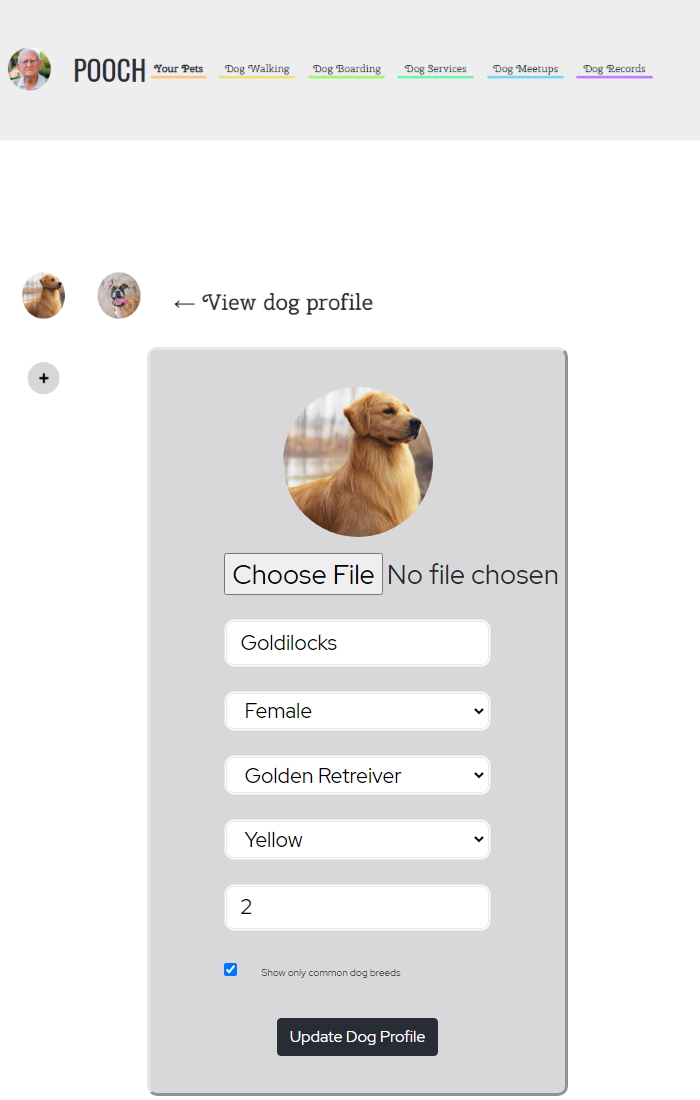 POOCH Your Pets Dog Walking Dog Boarding Dog Services Dog Meetups Dog Records
← View dog profile
+
Choose File No file chosen
Goldilocks
Female
Golden Retreiver
Yellow
2
Show only common dog breeds
Update Dog Profile